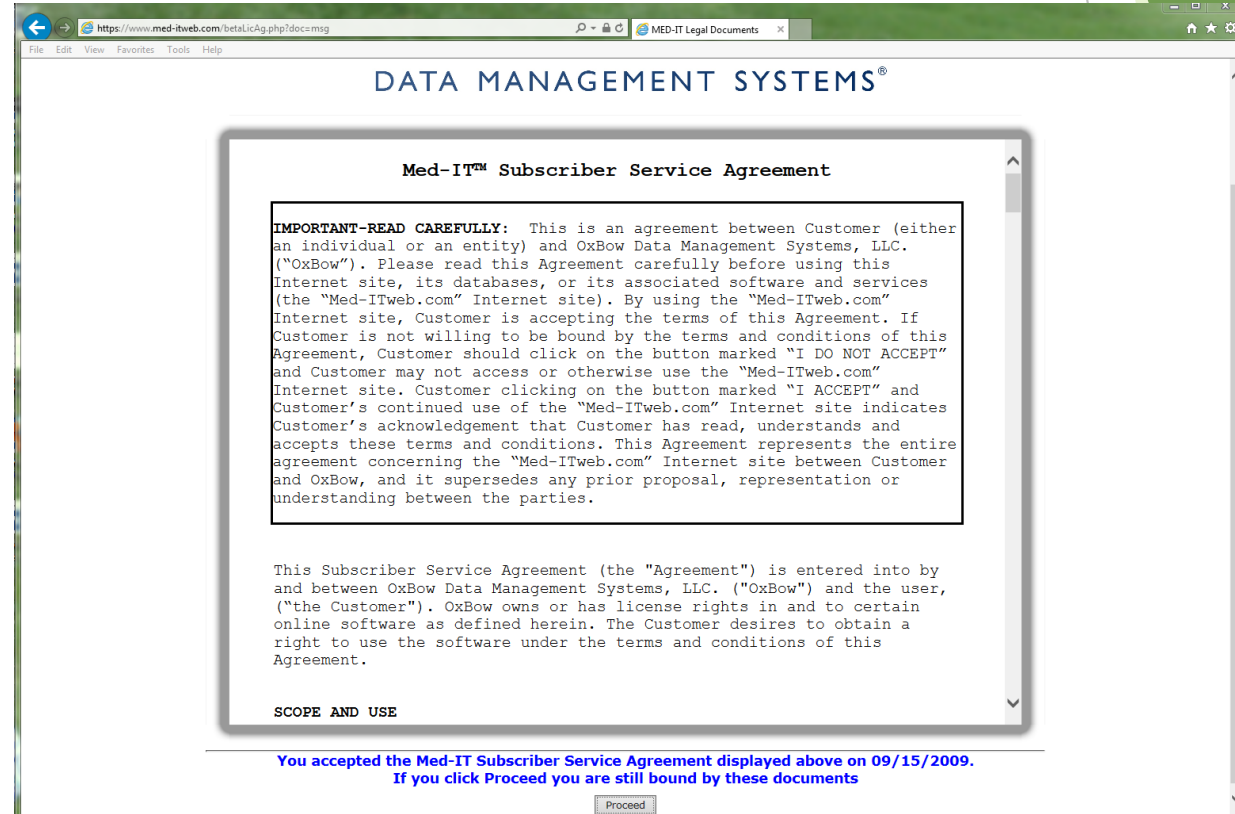 https://www.med-itweb.com/betaLicAg.php?doc=msg
MED-IT Legal Documents
File Edit View Favorites Tools Help
DATA MANAGEMENT SYSTEMS®
Med-IT™ Subscriber Service Agreement
IMPORTANT-READ CAREFULLY: This is an agreement between Customer (either
an individual or an entity) and OxBow Data Management Systems, LLC.
(“OxBow”). Please read this Agreement carefully before using this
Internet site, its databases, or its associated software and services
(the “Med-ITweb.com” Internet site). By using the “Med-ITweb.com”
Internet site, Customer is accepting the terms of this Agreement. If
Customer is not willing to be bound by the terms and conditions of this
Agreement, Customer should click on the button marked “I DO NOT ACCEPT”
and Customer may not access or otherwise use the “Med-ITweb.com”
Internet site. Customer clicking on the button marked “I ACCEPT” and
Customer’s continued use of the “Med-ITweb.com” Internet site indicates
Customer’s acknowledgement that Customer has read, understands and
accepts these terms and conditions. This Agreement represents the entire
agreement concerning the “Med-ITweb.com” Internet site between Customer
and OxBow, and it supersedes any prior proposal, representation or
understanding between the parties.
This Subscriber Service Agreement (the "Agreement") is entered into by
and between OxBow Data Management Systems, LLC. ("OxBow") and the user,
(“the Customer"). OxBow owns or has license rights in and to certain
online software as defined herein. The Customer desires to obtain a
right to use the software under the terms and conditions of this
Agreement.
SCOPE AND USE
You accepted the Med-IT Subscriber Service Agreement displayed above on 09/15/2009.
If you click Proceed you are still bound by these documents
Proceed